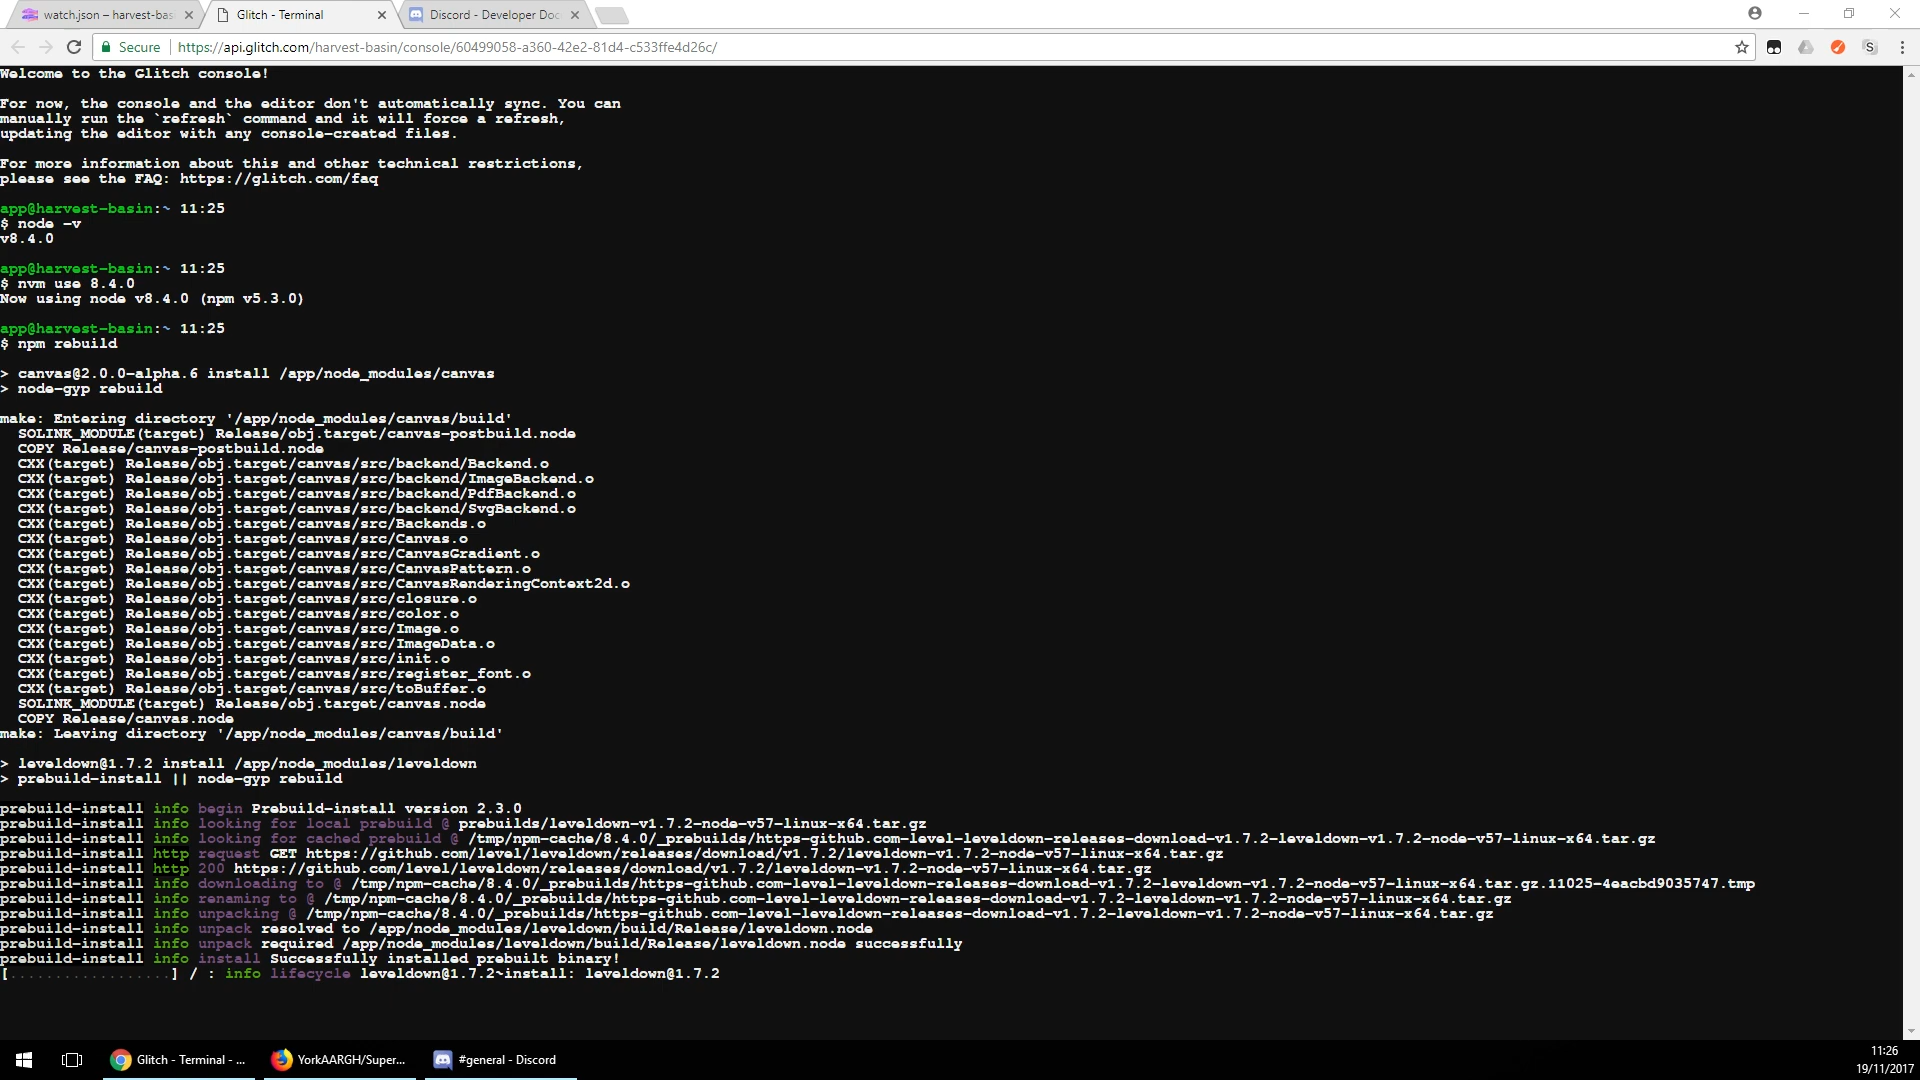 watch.json – harvest-bas
Glitch - Terminal
Discord - Developer Doc
Secure
https://api.glitch.com/harvest-basin/console/60499058-a360-42e2-81d4-c533ffe4d26c/
S
Welcome to the Glitch console!
For now, the console and the editor don't automatically sync. You can
manually run the `refresh` command and it will force a refresh,
updating the editor with any console-created files.
For more information about this and other technical restrictions,
please see the FAQ: https://glitch.com/faq
app@harvest-basin:~ 11:25
$ node -v
v8.4.0
app@harvest-basin:~ 11:25
$ nvm use 8.4.0
Now using node v8.4.0 (npm v5.3.0)
app@harvest-basin:~ 11:25
$ npm rebuild
> canvas@2.0.0-alpha.6 install /app/node_modules/canvas
> node-gyp rebuild
make: Entering directory '/app/node_modules/canvas/build'
SOLINK_MODULE(target) Release/obj.target/canvas-postbuild.node
COPY Release/canvas-postbuild.node
CXX(target) Release/obj.target/canvas/src/backend/Backend.o
CXX(target) Release/obj.target/canvas/src/backend/ImageBackend.o
CXX(target) Release/obj.target/canvas/src/backend/PdfBackend.o
CXX(target) Release/obj.target/canvas/src/backend/SvgBackend.o
CXX(target) Release/obj.target/canvas/src/Backends.o
CXX(target) Release/obj.target/canvas/src/Canvas.o
CXX(target) Release/obj.target/canvas/src/CanvasGradient.o
CXX(target) Release/obj.target/canvas/src/CanvasPattern.o
CXX(target) Release/obj.target/canvas/src/CanvasRenderingContext2d.o
CXX(target) Release/obj.target/canvas/src/closure.o
CXX(target) Release/obj.target/canvas/src/color.o
CXX(target) Release/obj.target/canvas/src/Image.o
CXX(target) Release/obj.target/canvas/src/ImageData.o
CXX(target) Release/obj.target/canvas/src/init.o
CXX(target) Release/obj.target/canvas/src/register_font.o
CXX(target) Release/obj.target/canvas/src/toBuffer.o
SOLINK_MODULE(target) Release/obj.target/canvas.node
COPY Release/canvas.node
make: Leaving directory '/app/node_modules/canvas/build'
> leveldown@1.7.2 install /app/node_modules/leveldown
> prebuild-install || node-gyp rebuild
prebuild-install info begin Prebuild-install version 2.3.0
prebuild-install info looking for local prebuild @ prebuilds/leveldown-v1.7.2-node-v57-linux-x64.tar.gz
prebuild-install info looking for cached prebuild @ /tmp/npm-cache/8.4.0/_prebuilds/https-github.com-level-leveldown-releases-download-v1.7.2-leveldown-v1.7.2-node-v57-linux-x64.tar.gz
prebuild-install http request GET https://github.com/level/leveldown/releases/download/v1.7.2/leveldown-v1.7.2-node-v57-linux-x64.tar.gz
prebuild-install http 200 https://github.com/level/leveldown/releases/download/v1.7.2/leveldown-v1.7.2-node-v57-linux-x64.tar.gz
prebuild-install info downloading to @ /tmp/npm-cache/8.4.0/_prebuilds/https-github.com-level-leveldown-releases-download-v1.7.2-leveldown-v1.7.2-node-v57-linux-x64.tar.gz.11025-4eacbd9035747.tmp
prebuild-install info renaming to @ /tmp/npm-cache/8.4.0/_prebuilds/https-github.com-level-leveldown-releases-download-v1.7.2-leveldown-v1.7.2-node-v57-linux-x64.tar.gz
prebuild-install info unpacking @ /tmp/npm-cache/8.4.0/_prebuilds/https-github.com-level-leveldown-releases-download-v1.7.2-leveldown-v1.7.2-node-v57-linux-x64.tar.gz
prebuild-install info unpack resolved to /app/node_modules/leveldown/build/Release/leveldown.node
prebuild-install info unpack required /app/node_modules/leveldown/build/Release/leveldown.node successfully
prebuild-install info install Successfully installed prebuilt binary!
[..................] / : info lifecycle leveldown@1.7.2~install: leveldown@1.7.2
Glitch - Terminal - ...
YorkAARGH/Super...
#general - Discord
11:26
19/11/2017